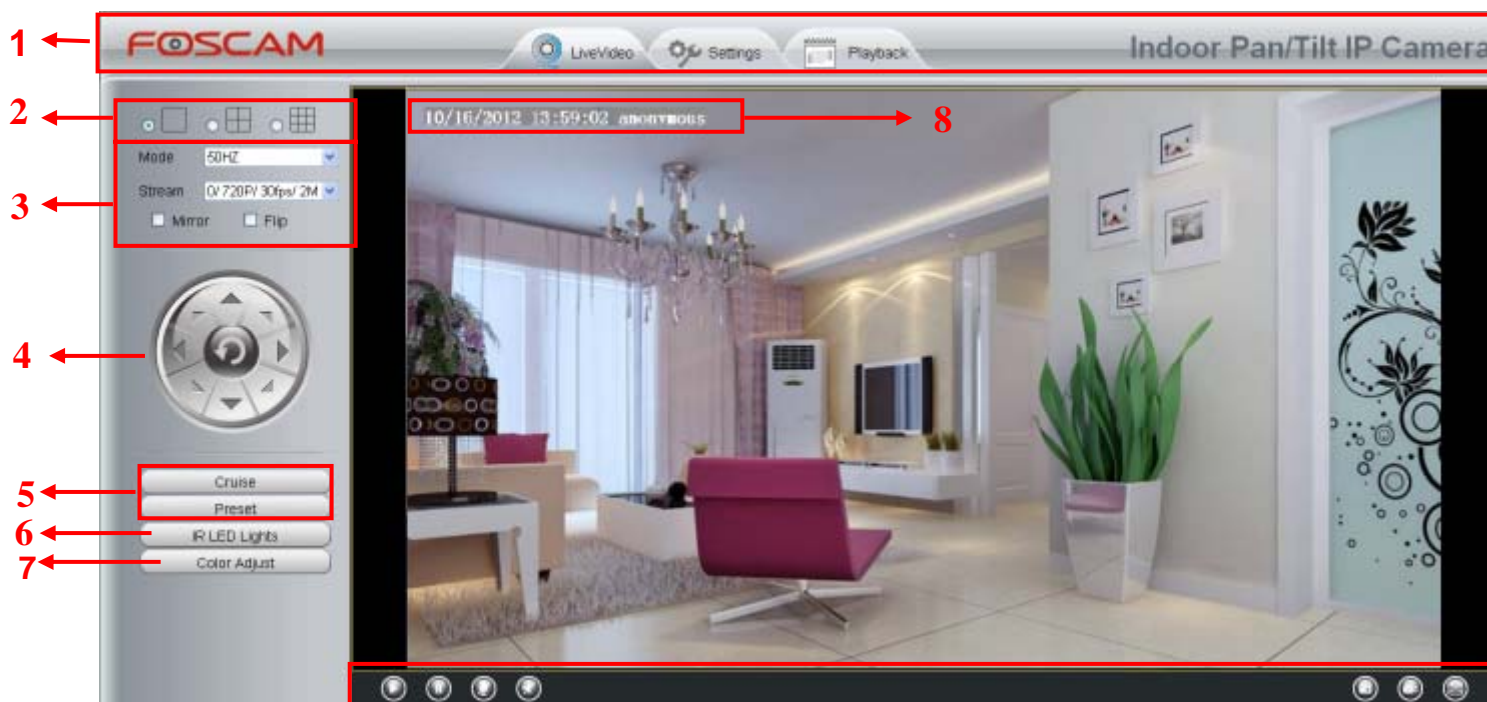 1
FOSCAM
LiveVideo
Settings
Playback
Indoor Pan/Tilt IP Camera
2
10/16/2012 13:59:02 anonymous
8
Mode 50HZ
Stream 0/ 720P/ 30fps/ 2M
3
Mirror Flip
4
5
Cruise
Preset
6
IR LED Lights
7
Color Adjust